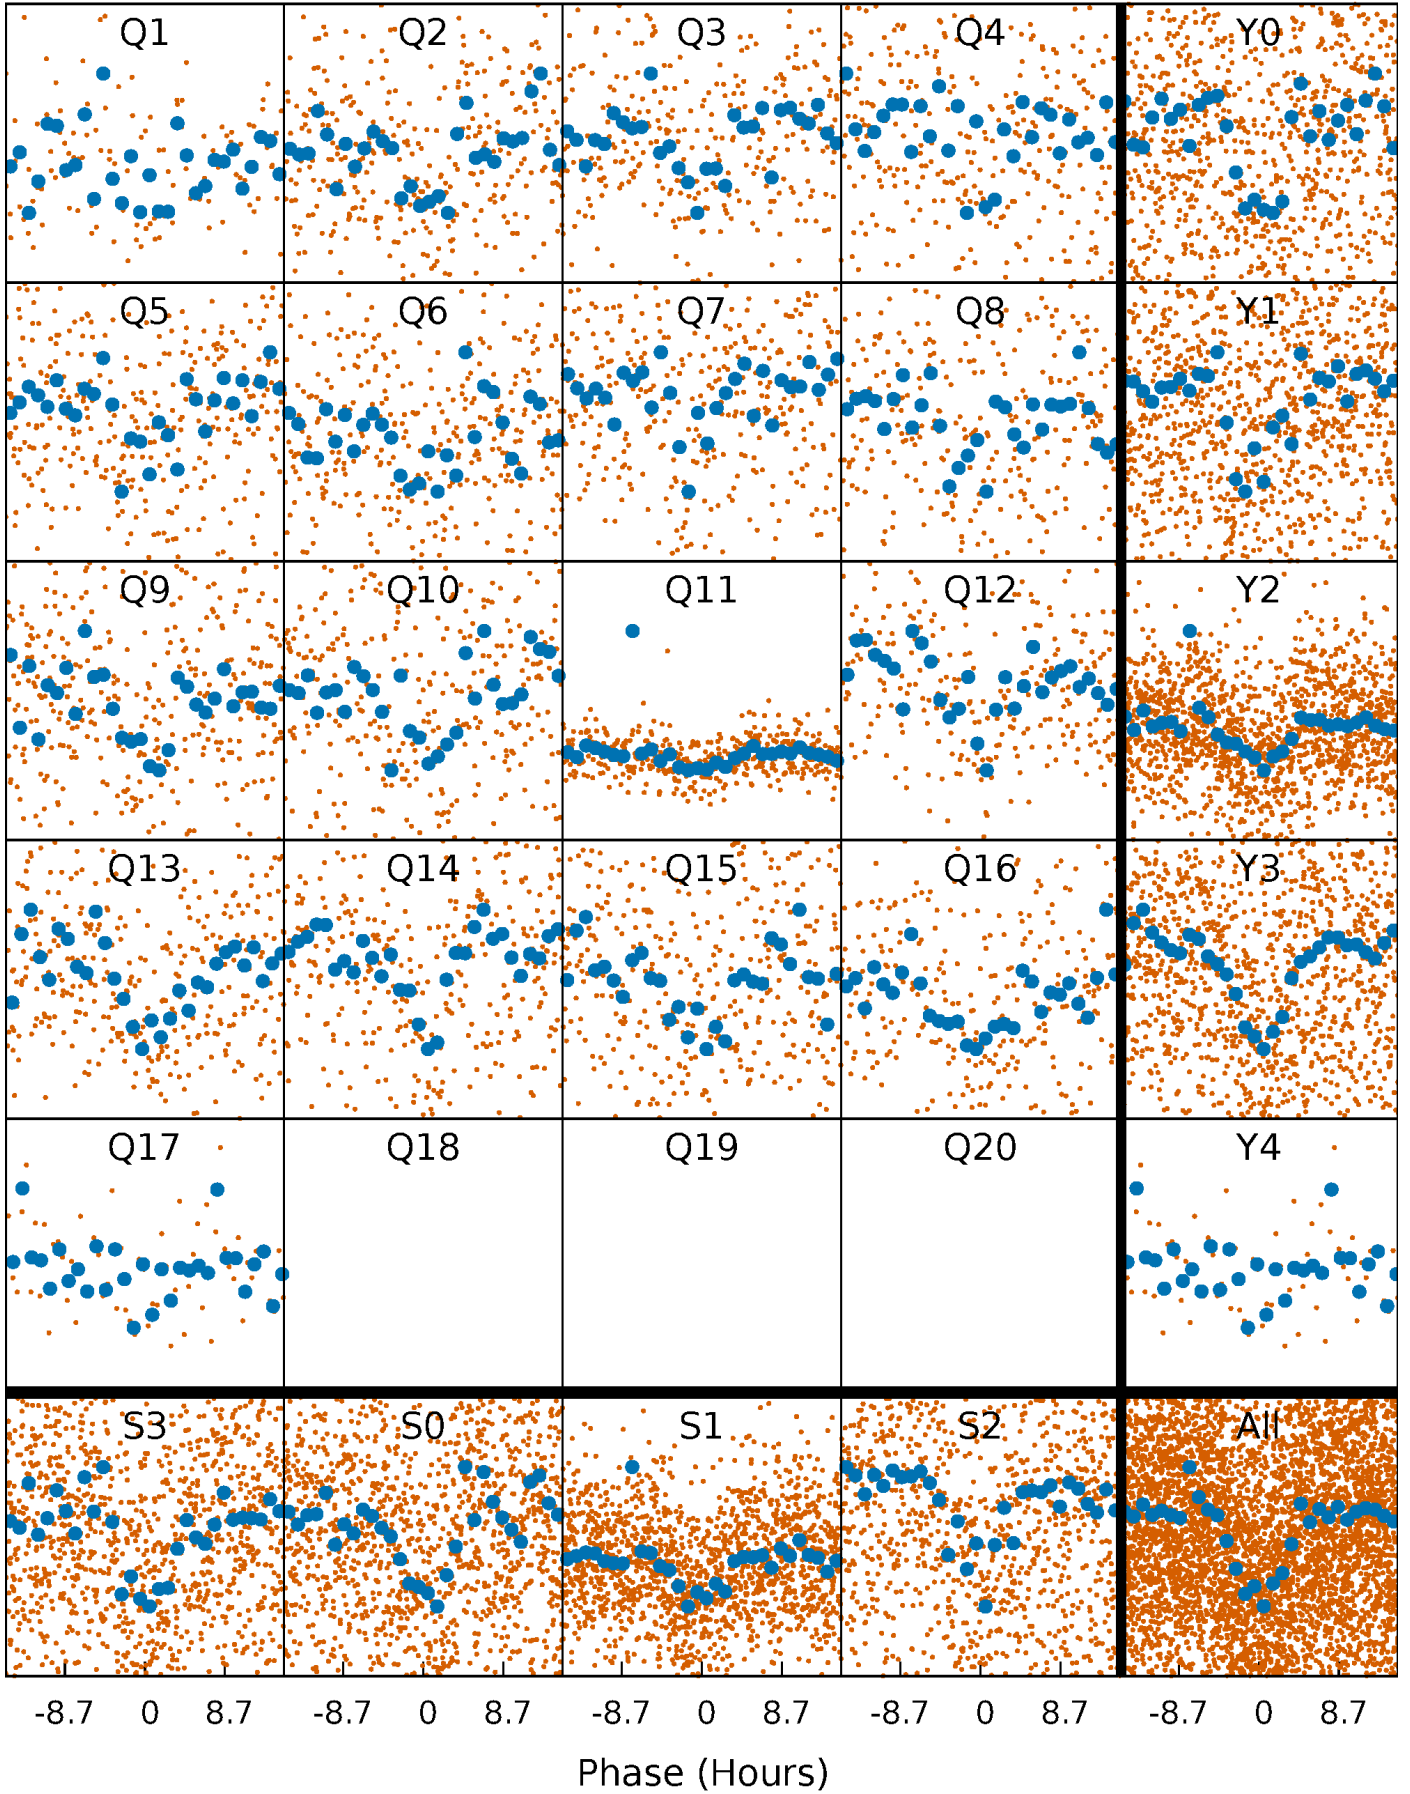 Q1 Q2 Q3 Q4 Y0
Q5 Q6 Q7 Q8 Y1
Q9 Q10 Q11 Q12 Y2
Q13 Q14 Q15 Q16 Y3
Q17 Q18 Q19 Q20 Y4
S3 S0 S1 S2 All
-8.7 0 8.7 -8.7 0 8.7 -8.7 0 8.7 -8.7 0 8.7 -8.7 0 8.7
Phase (Hours)